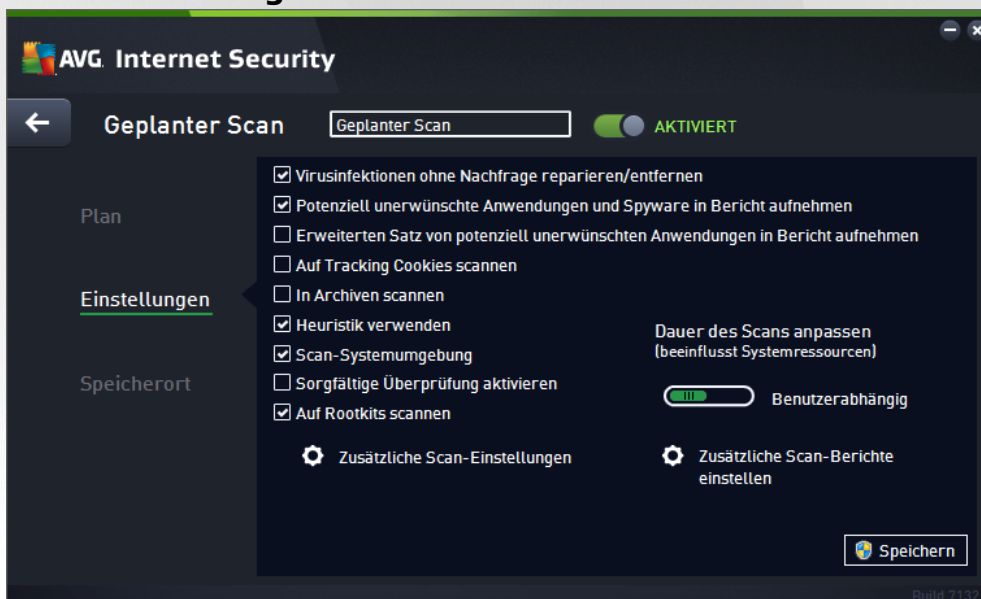 AVG. Internet Security
Geplanter Scan
Geplanter Scan
AKTIVIERT
Plan
Einstellungen
Speicherort
Virusinfektionen ohne Nachfrage reparieren/entfernen
Potenziell unerwünschte Anwendungen und Spyware in Bericht aufnehmen
Erweiterten Satz von potenziell unerwünschten Anwendungen in Bericht aufnehmen
Auf Tracking Cookies scannen
In Archiven scannen
Heuristik verwenden
Scan-Systemumgebung
Sorgfältige Überprüfung aktivieren
Auf Rootkits scannen
Dauer des Scans anpassen
(beeinflusst Systemressourcen)
Benutzerabhängig
Zusätzliche Scan-Einstellungen
Zusätzliche Scan-Berichte
einstellen
Speichern
Build 7132